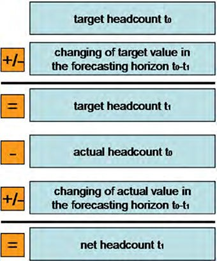 target headcount t₀
+/–
changing of target value in
the forecasting horizon t₀-t₁
=
target headcount t₁
-
actual headcount t₀
+/–
changing of actual value in
the forecasting horizon t₀-t₁
=
net headcount t₁